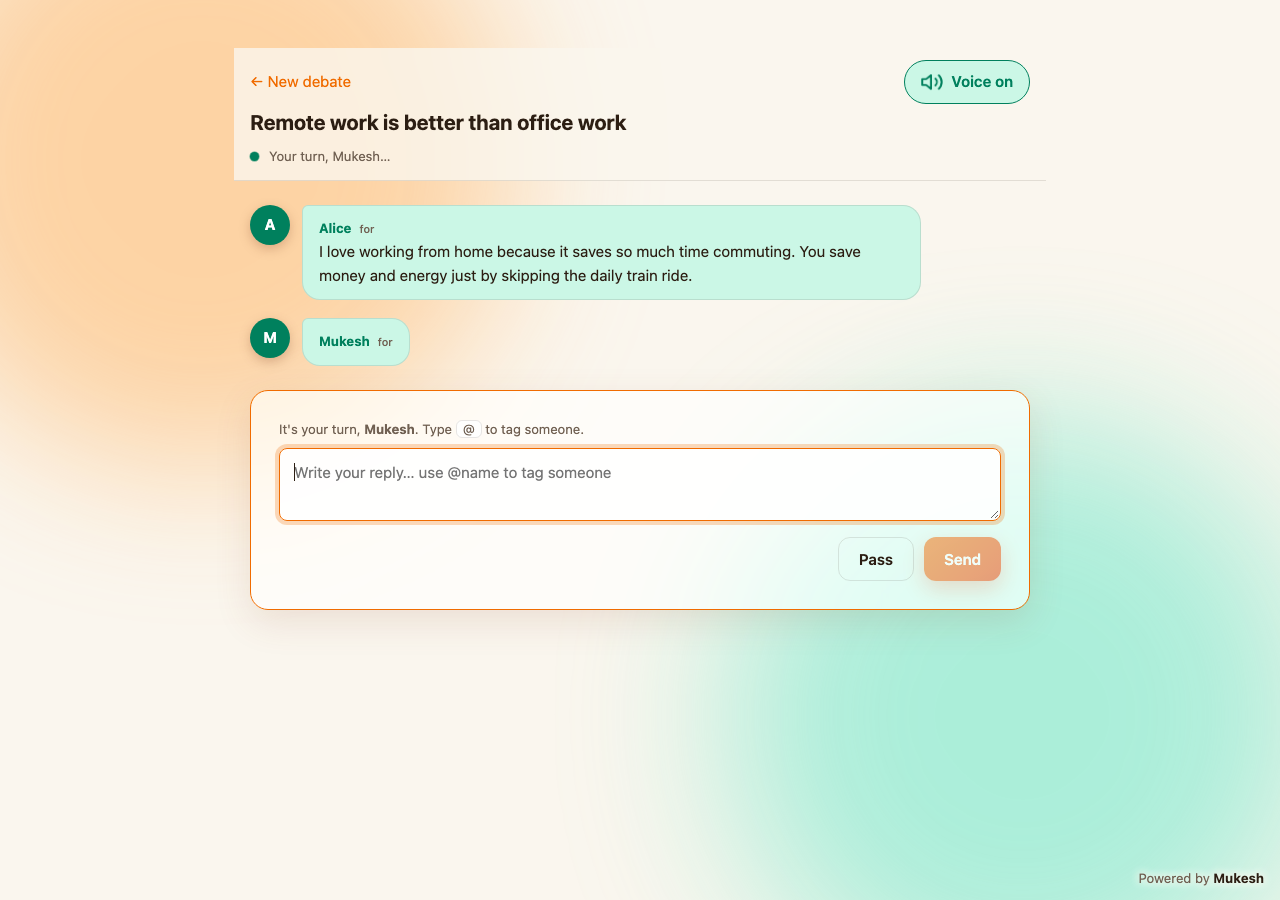 ← New debate
Voice on
Remote work is better than office work
Your turn, Mukesh...
A
Alice for
I love working from home because it saves so much time commuting. You save
money and energy just by skipping the daily train ride.
M
Mukesh for
It's your turn, Mukesh. Type @ to tag someone.
Write your reply... use @name to tag someone
Pass
Send
Powered by Mukesh